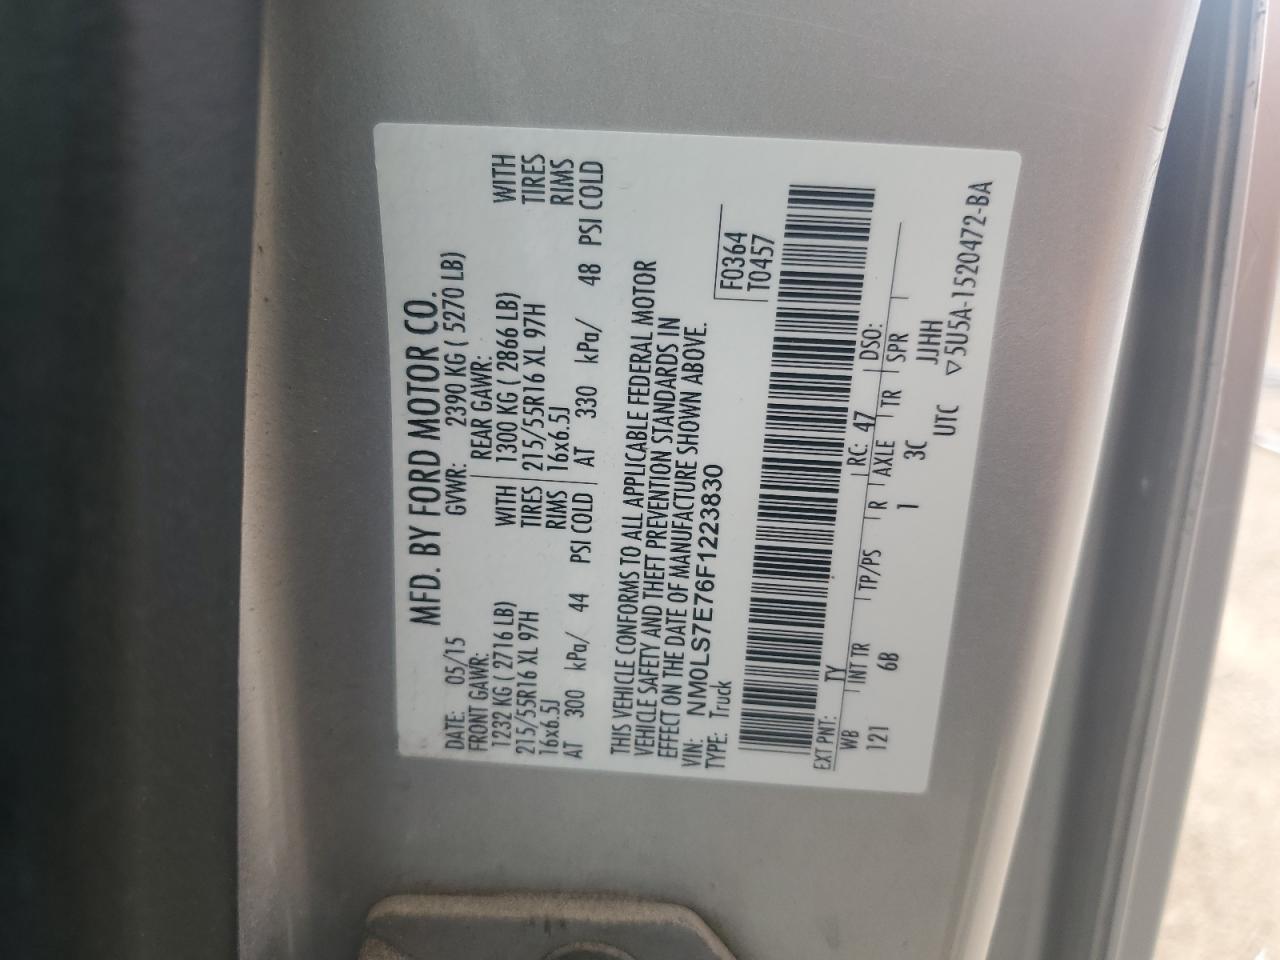 MFD. BY FORD MOTOR CO.
DATE: 05/15 GVWR: 2390 KG ( 5270 LB)
FRONT GAWR: REAR GAWR:
1232 KG ( 2716 LB) WITH 1300 KG ( 2866 LB) WITH
215/55R16 XL 97H TIRES 215/55R16 XL 97H TIRES
16x6.5J RIMS 16x6.5J RIMS
AT 300 kPa/ 44 PSI COLD AT 330 kPa/ 48 PSI COLD
THIS VEHICLE CONFORMS TO ALL APPLICABLE FEDERAL MOTOR
VEHICLE SAFETY AND THEFT PREVENTION STANDARDS IN
EFFECT ON THE DATE OF MANUFACTURE SHOWN ABOVE.
VIN: NM0LS7E76F1223830
TYPE: Truck
F0364
T0457
EXT PNT: TY RC: 47 DSO:
WB INT TR TP/PS R AXLE TR SPR
121 6B 1 3C JJHH
UTC ▽5U5A-1520472-BA